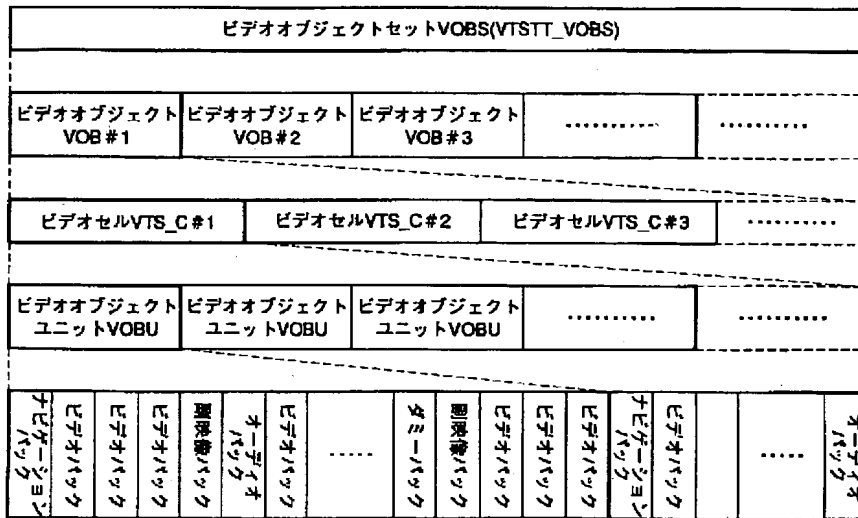 ビデオオブジェクトセットVOBS(VTSTT_VOBS)
ビデオオブジェクト
VOB#1
ビデオオブジェクト
VOB#2
ビデオオブジェクト
VOB#3
............
..........
ビデオセルVTS_C#1
ビデオセルVTS_C#2
ビデオセルVTS_C#3
..........
ビデオオブジェクト
ユニットVOBU
ビデオオブジェクト
ユニットVOBU
ビデオオブジェクト
ユニットVOBU
..........
..........
ナビゲーション
パック
ビデオパック
ビデオパック
ビデオパック
副映像パック
オーディオ
パック
ビデオパック
.....
ダミーパック
副映像パック
ビデオパック
ビデオパック
ビデオパック
ナビゲーション
パック
ビデオパック
.....
オーディオ
パック